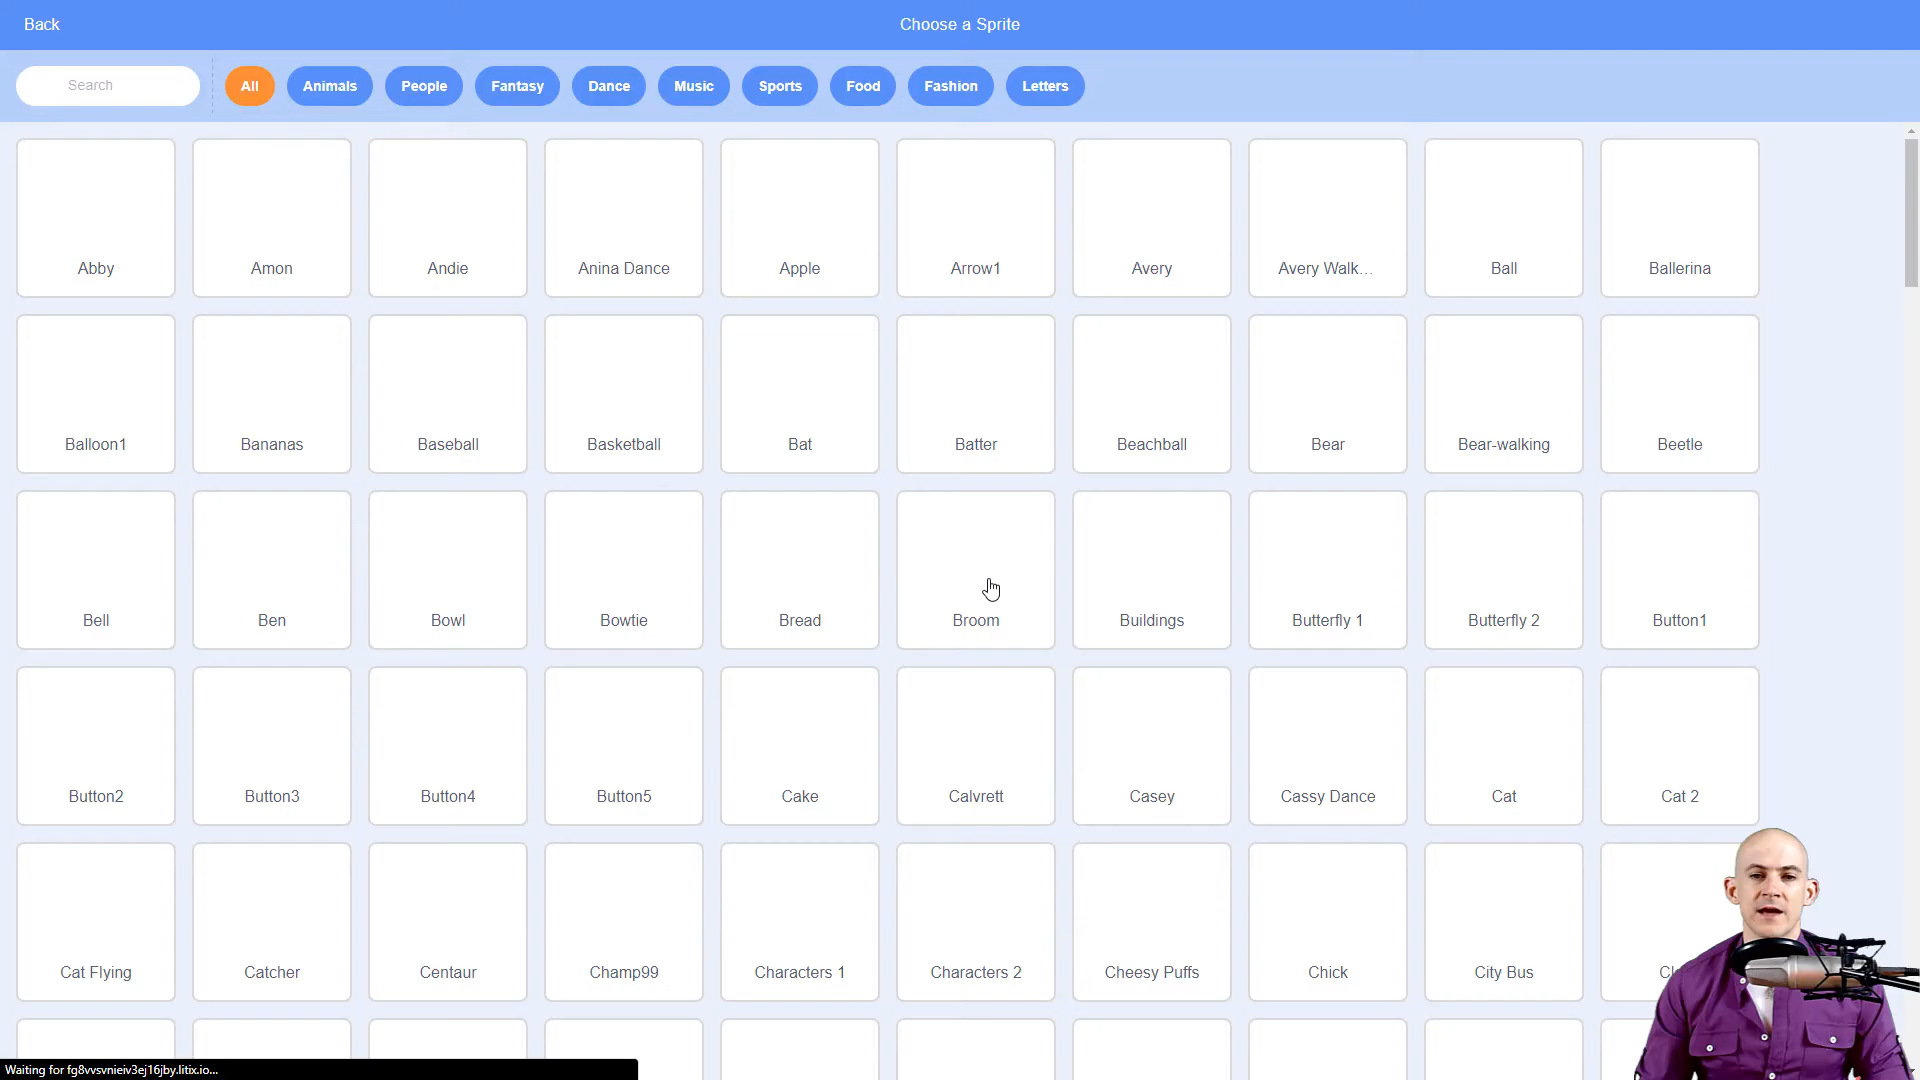 Back
Choose a Sprite
Search
All
Animals
People
Fantasy
Dance
Music
Sports
Food
Fashion
Letters
Abby
Amon
Andie
Anina Dance
Apple
Arrow1
Avery
Avery Walk...
Ball
Ballerina
Balloon1
Bananas
Baseball
Basketball
Bat
Batter
Beachball
Bear
Bear-walking
Beetle
Bell
Ben
Bowl
Bowtie
Bread
Broom
Buildings
Butterfly 1
Butterfly 2
Button1
Button2
Button3
Button4
Button5
Cake
Calvrett
Casey
Cassy Dance
Cat
Cat 2
Cat Flying
Catcher
Centaur
Champ99
Characters 1
Characters 2
Cheesy Puffs
Chick
City Bus
Waiting for fg8vvsvnieiv3ej16jby.litix.io...